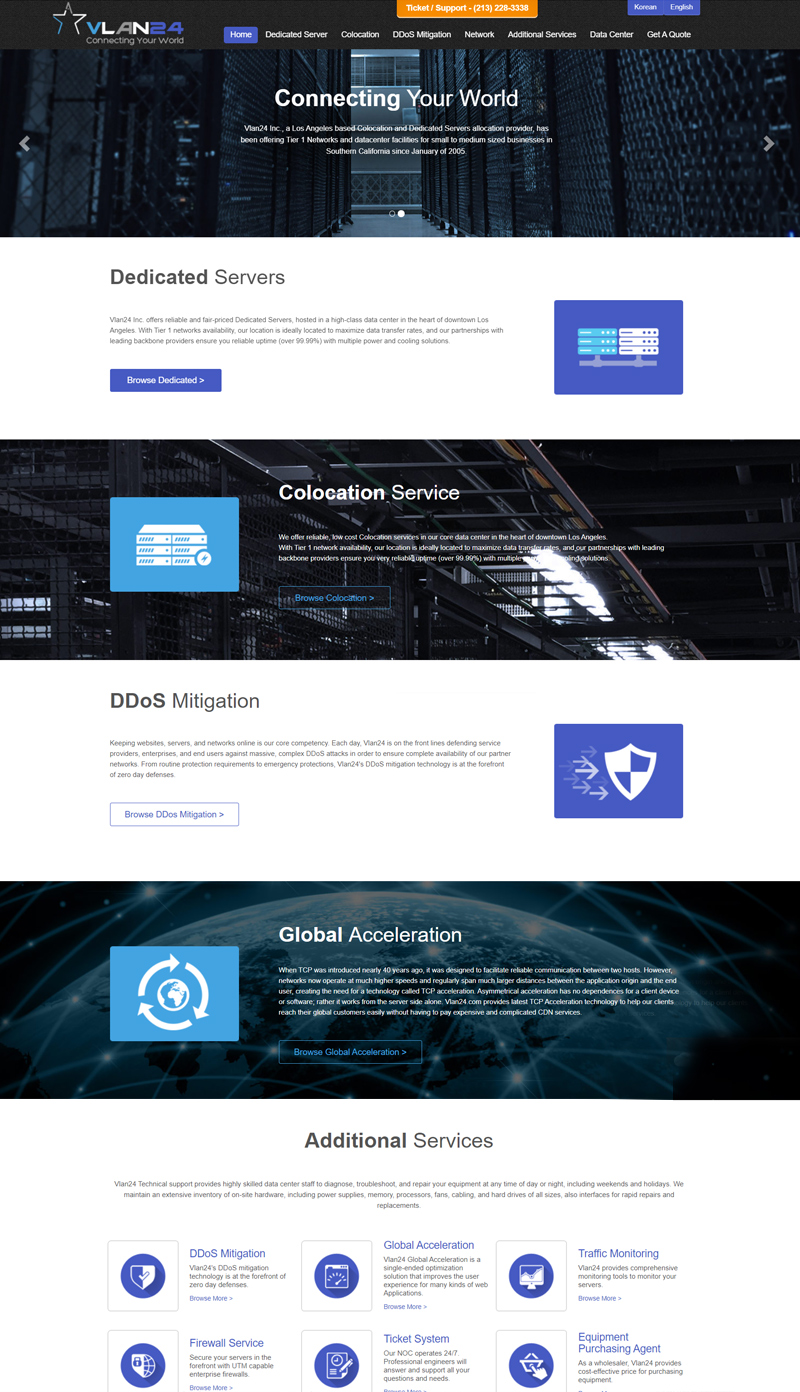 Ticket / Support - (213) 228-3338
Korean English
VLAN24
Connecting Your World
Home Dedicated Server Colocation DDoS Mitigation Network Additional Services Data Center Get A Quote
Connecting Your World
Vlan24 Inc., a Los Angeles based Colocation and Dedicated Servers allocation provider, has
been offering Tier 1 Networks and datacenter facilities for small to medium sized businesses in
Southern California since January of 2005.
Dedicated Servers
Vlan24 Inc. offers reliable and fair-priced Dedicated Servers, hosted in a high-class data center in the heart of downtown Los
Angeles. With Tier 1 networks availability, our location is ideally located to maximize data transfer rates, and our partnerships with
leading backbone providers ensure you reliable uptime (over 99.99%) with multiple power and cooling solutions.
Browse Dedicated >
Colocation Service
We offer reliable, low cost Colocation services in our core data center in the heart of downtown Los Angeles.
With Tier 1 network availability, our location is ideally located to maximize data transfer rates, and our partnerships with leading
backbone providers ensure you very reliable uptime (over 99.99%) with multiple cooling solutions.
Browse Colocation >
DDoS Mitigation
Keeping websites, servers, and networks online is our core competency. Each day, Vlan24 is on the front lines defending service
providers, enterprises, and end users against massive, complex DDoS attacks in order to ensure complete availability of our partner
networks. From routine protection requirements to emergency protections, Vlan24's DDoS mitigation technology is at the forefront
of zero day defenses.
Browse DDos Mitigation >
Global Acceleration
When TCP was introduced nearly 40 years ago, it was designed to facilitate reliable communication between two hosts. However,
networks now operate at much higher speeds and regularly span much larger distances between the application origin and the end
user, creating the need for a technology called TCP acceleration. Asymmetrical acceleration has no dependences for a client device
or software; rather it works from the server side alone. Vlan24.com provides latest TCP Acceleration technology to help our clients
reach their global customers easily without having to pay expensive and complicated CDN services.
Browse Global Acceleration >
Additional Services
Vlan24 Technical support provides highly skilled data center staff to diagnose, troubleshoot, and repair your equipment at any time of day or night, including weekends and holidays. We
maintain an extensive inventory of on-site hardware, including power supplies, memory, processors, fans, cabling, and hard drives of all sizes, also interfaces for rapid repairs and
replacements.
DDoS Mitigation
Vlan24's DDoS mitigation
technology is at the forefront of
zero day defenses.
Browse More >
Global Acceleration
Vlan24 Global Acceleration is a
single-ended optimization
solution that improves the user
experience for many kinds of web
Applications.
Browse More >
Traffic Monitoring
Vlan24 provides comprehensive
monitoring tools to monitor your
servers.
Browse More >
Firewall Service
Secure your servers in the
forefront with UTM capable
enterprise firewalls.
Browse More >
Ticket System
Our NOC operates 24/7.
Professional engineers will
answer and support all your
questions and needs.
Browse More >
Equipment
Purchasing Agent
As a wholesaler, Vlan24 provides
cost-effective price for purchasing
equipment.